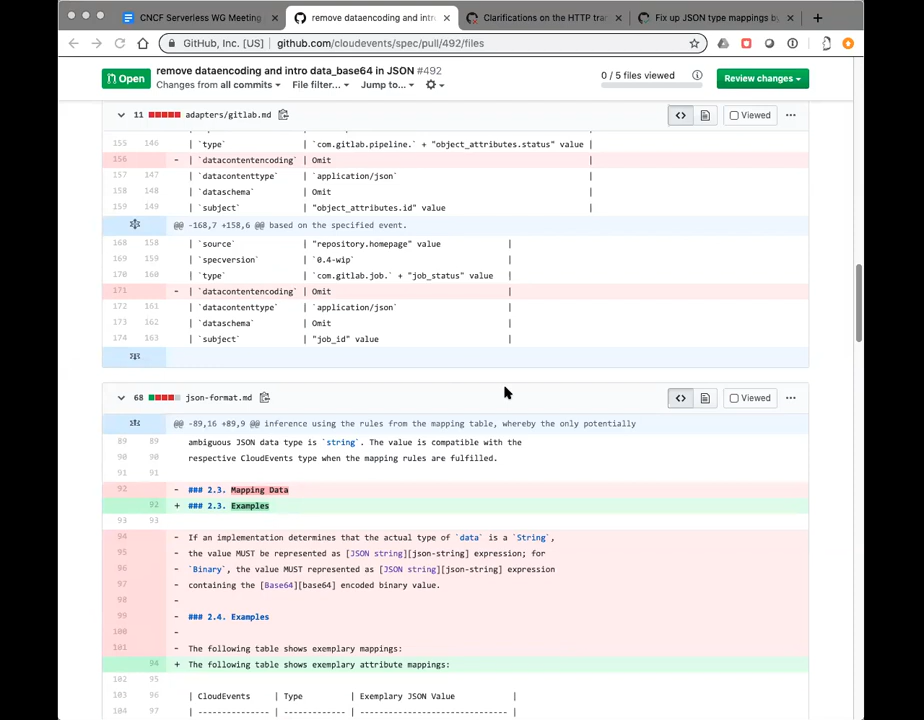 CNCF Serverless WG Meeting
remove dataencoding and intro
Clarifications on the HTTP tra
Fix up JSON type mappings by
GitHub, Inc. [US] | github.com/cloudevents/spec/pull/492/files
Open
remove dataencoding and intro data_base64 in JSON #492
Changes from all commits
File filter...
Jump to...
0 / 5 files viewed
Review changes
11 adapters/gitlab.md
Viewed
155 146 | `type` | `com.gitlab.pipeline.` + "object_attributes.status" value |
156 - | `datacontentencoding` | Omit |
157 147 | `datacontenttype` | `application/json` |
158 148 | `dataschema` | Omit |
159 149 | `subject` | "object_attributes.id" value |
@@ -168,7 +158,6 @@ based on the specified event.
168 158 | `source` | "repository.homepage" value |
169 159 | `specversion` | `0.4-wip` |
170 160 | `type` | `com.gitlab.job.` + "job_status" value |
171 - | `datacontentencoding` | Omit |
172 161 | `datacontenttype` | `application/json` |
173 162 | `dataschema` | Omit |
174 163 | `subject` | "job_id" value |
68 json-format.md
Viewed
@@ -89,16 +89,9 @@ inference using the rules from the mapping table, whereby the only potentially
89 89 ambiguous JSON data type is `string`. The value is compatible with the
90 90 respective CloudEvents type when the mapping rules are fulfilled.
91 91
92 - ### 2.3. Mapping Data
92 + ### 2.3. Examples
93 93
94 - If an implementation determines that the actual type of `data` is a `String`,
95 - the value MUST be represented as [JSON string][json-string] expression; for
96 - `Binary`, the value MUST represented as [JSON string][json-string] expression
97 - containing the [Base64][base64] encoded binary value.
98 -
99 - ### 2.4. Examples
100 -
101 - The following table shows exemplary mappings:
94 + The following table shows exemplary attribute mappings:
102 95
103 96 | CloudEvents | Type | Exemplary JSON Value |
104 97 | --------------- | ------------- | ------------------------------- |